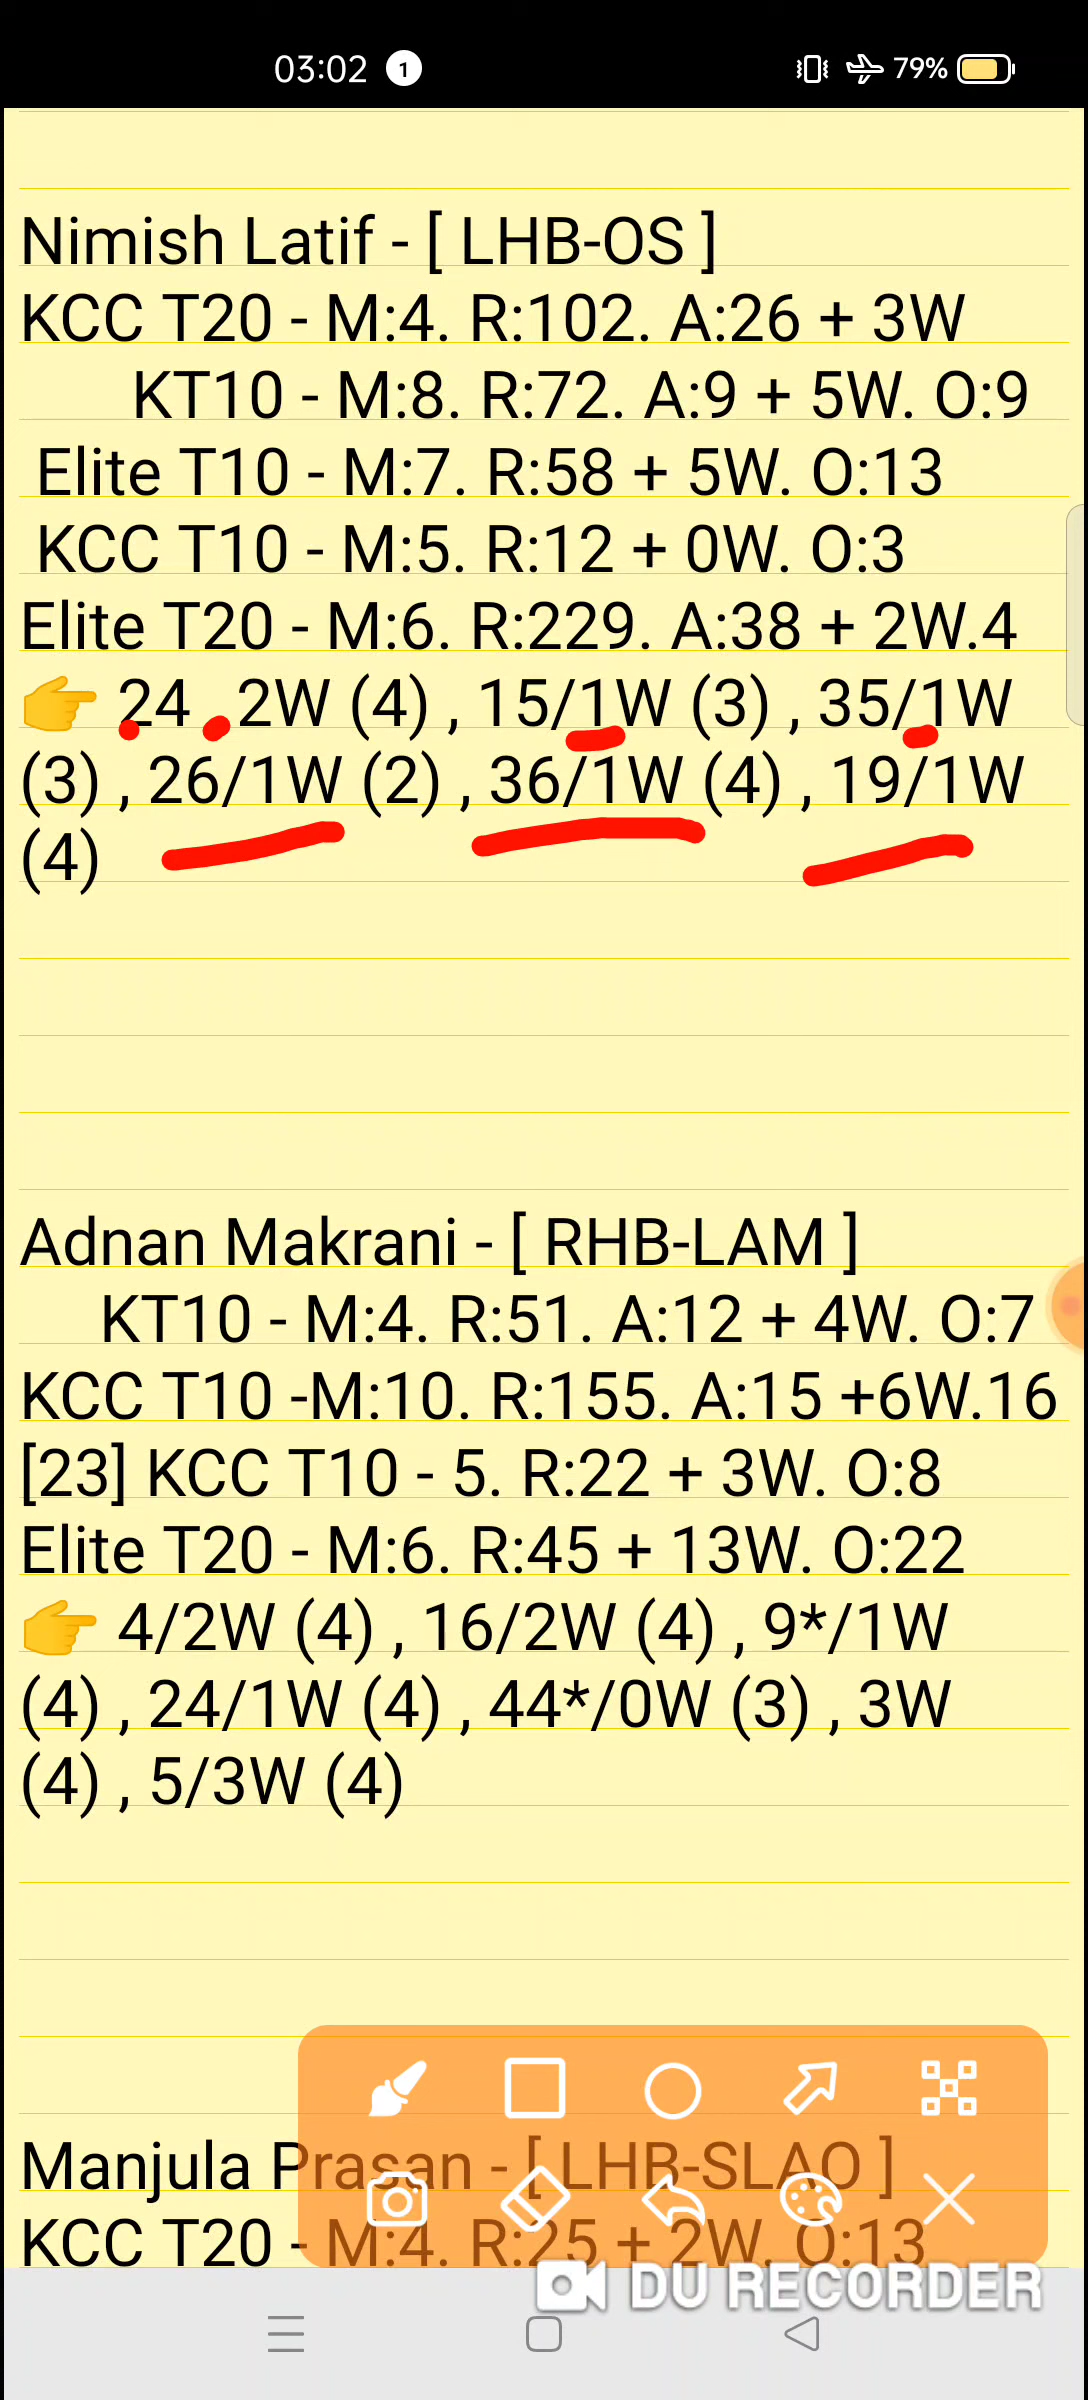 03:02 1 79%
Nimish Latif - [ LHB-OS ]
KCC T20 - M:4. R:102. A:26 + 3W
KT10 - M:8. R:72. A:9 + 5W. O:9
Elite T10 - M:7. R:58 + 5W. O:13
KCC T10 - M:5. R:12 + 0W. O:3
Elite T20 - M:6. R:229. A:38 + 2W.4
👉 24 , 2W (4) , 15/1W (3) , 35/1W
(3) , 26/1W (2) , 36/1W (4) , 19/1W
(4)
Adnan Makrani - [ RHB-LAM ]
KT10 - M:4. R:51. A:12 + 4W. O:7
KCC T10 -M:10. R:155. A:15 +6W.16
[23] KCC T10 - 5. R:22 + 3W. O:8
Elite T20 - M:6. R:45 + 13W. O:22
👉 4/2W (4) , 16/2W (4) , 9*/1W
(4) , 24/1W (4) , 44*/0W (3) , 3W
(4) , 5/3W (4)
Manjula Prasan - [ LHB-SLAO ]
KCC T20 - M:4. R:25 + 2W. O:13
DU RECORDER